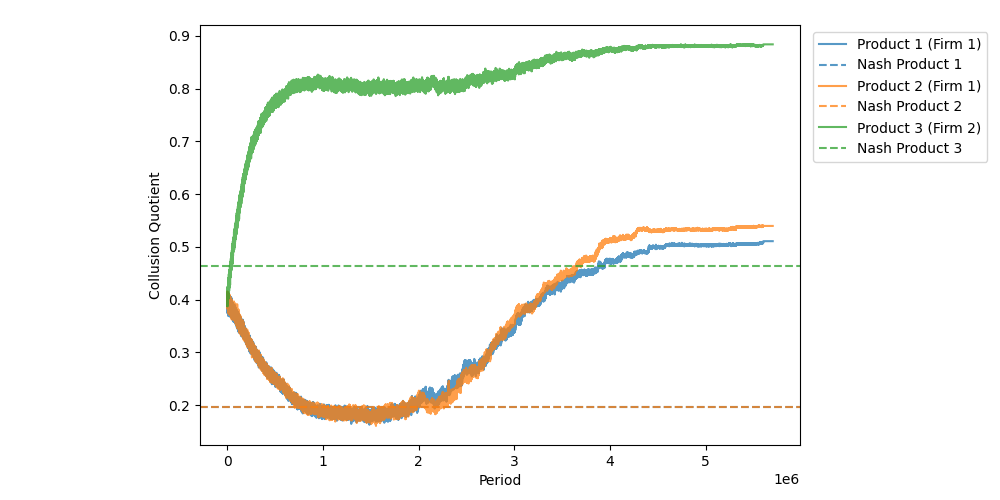 0.9
0.8
0.7
0.6
0.5
0.4
0.3
0.2
Collusion Quotient
0 1 2 3 4 5
1e6
Period
Product 1 (Firm 1)
Nash Product 1
Product 2 (Firm 1)
Nash Product 2
Product 3 (Firm 2)
Nash Product 3